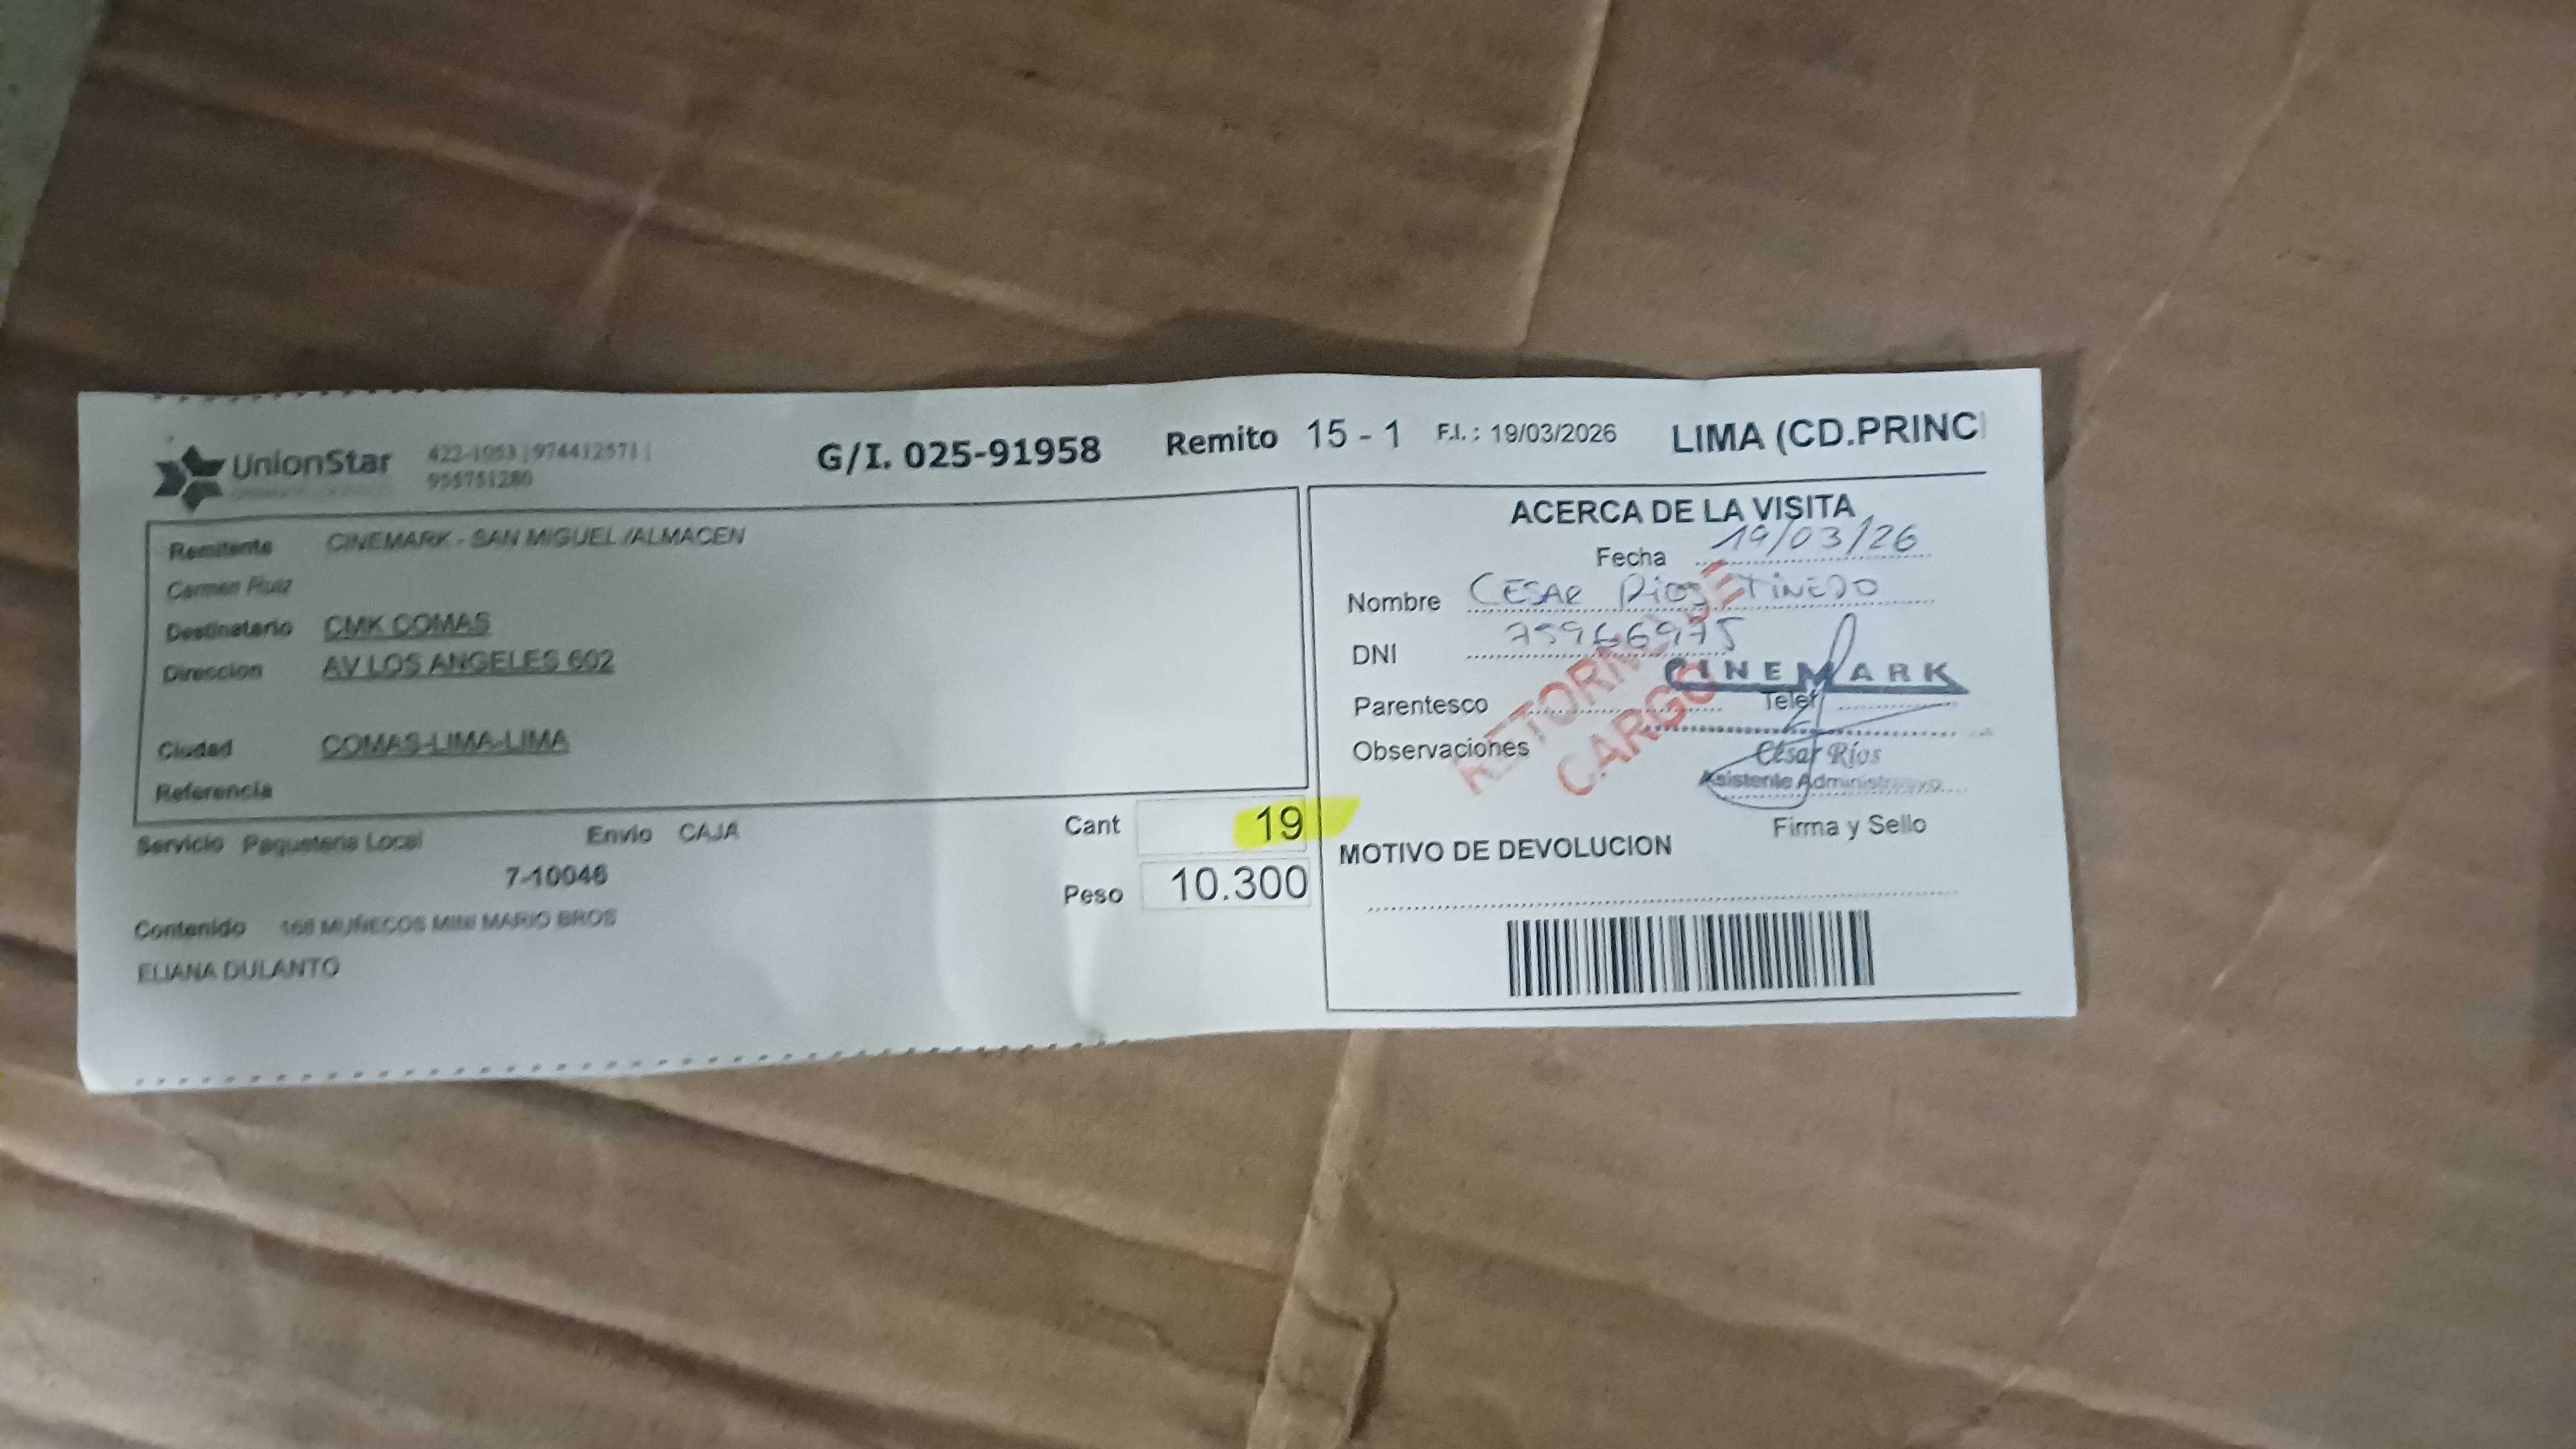 UnionStar
422-1053 | 974412571 |
955751280
G/I. 025-91958
Remito 15 - 1
F.I. : 19/03/2026
LIMA (CD.PRINC
Remitente CINEMARK - SAN MIGUEL /ALMACEN
Carmen Ruiz
Destinatario CMK COMAS
Direccion AV LOS ANGELES 602
Ciudad COMAS-LIMA-LIMA
Referencia
Servicio Paqueteria Local Envio CAJA
7-10046
Contenido 168 MUÑECOS MINI MARIO BROS
ELIANA DULANTO
Cant 19
Peso 10.300
ACERCA DE LA VISITA
Fecha 19/03/26
Nombre CESAR Rios TINEDO
DNI 75966975
CINEMARK
Parentesco Telef
Observaciones
RETORNO DE
CARGO
César Ríos
Asistente Administrativo
Firma y Sello
MOTIVO DE DEVOLUCION